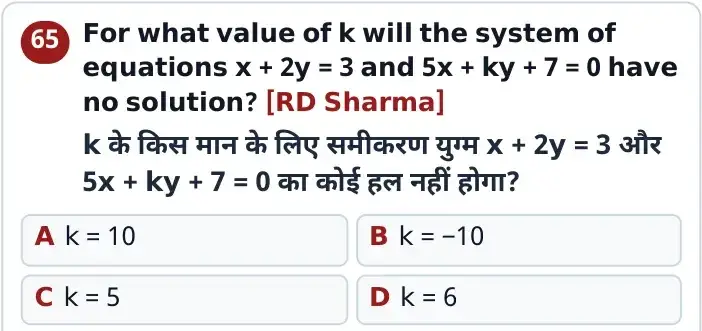 65 For what value of k will the system of
equations x + 2y = 3 and 5x + ky + 7 = 0 have
no solution? [RD Sharma]
k के किस मान के लिए समीकरण युग्म x + 2y = 3 और
5x + ky + 7 = 0 का कोई हल नहीं होगा?
A k = 10
B k = −10
C k = 5
D k = 6